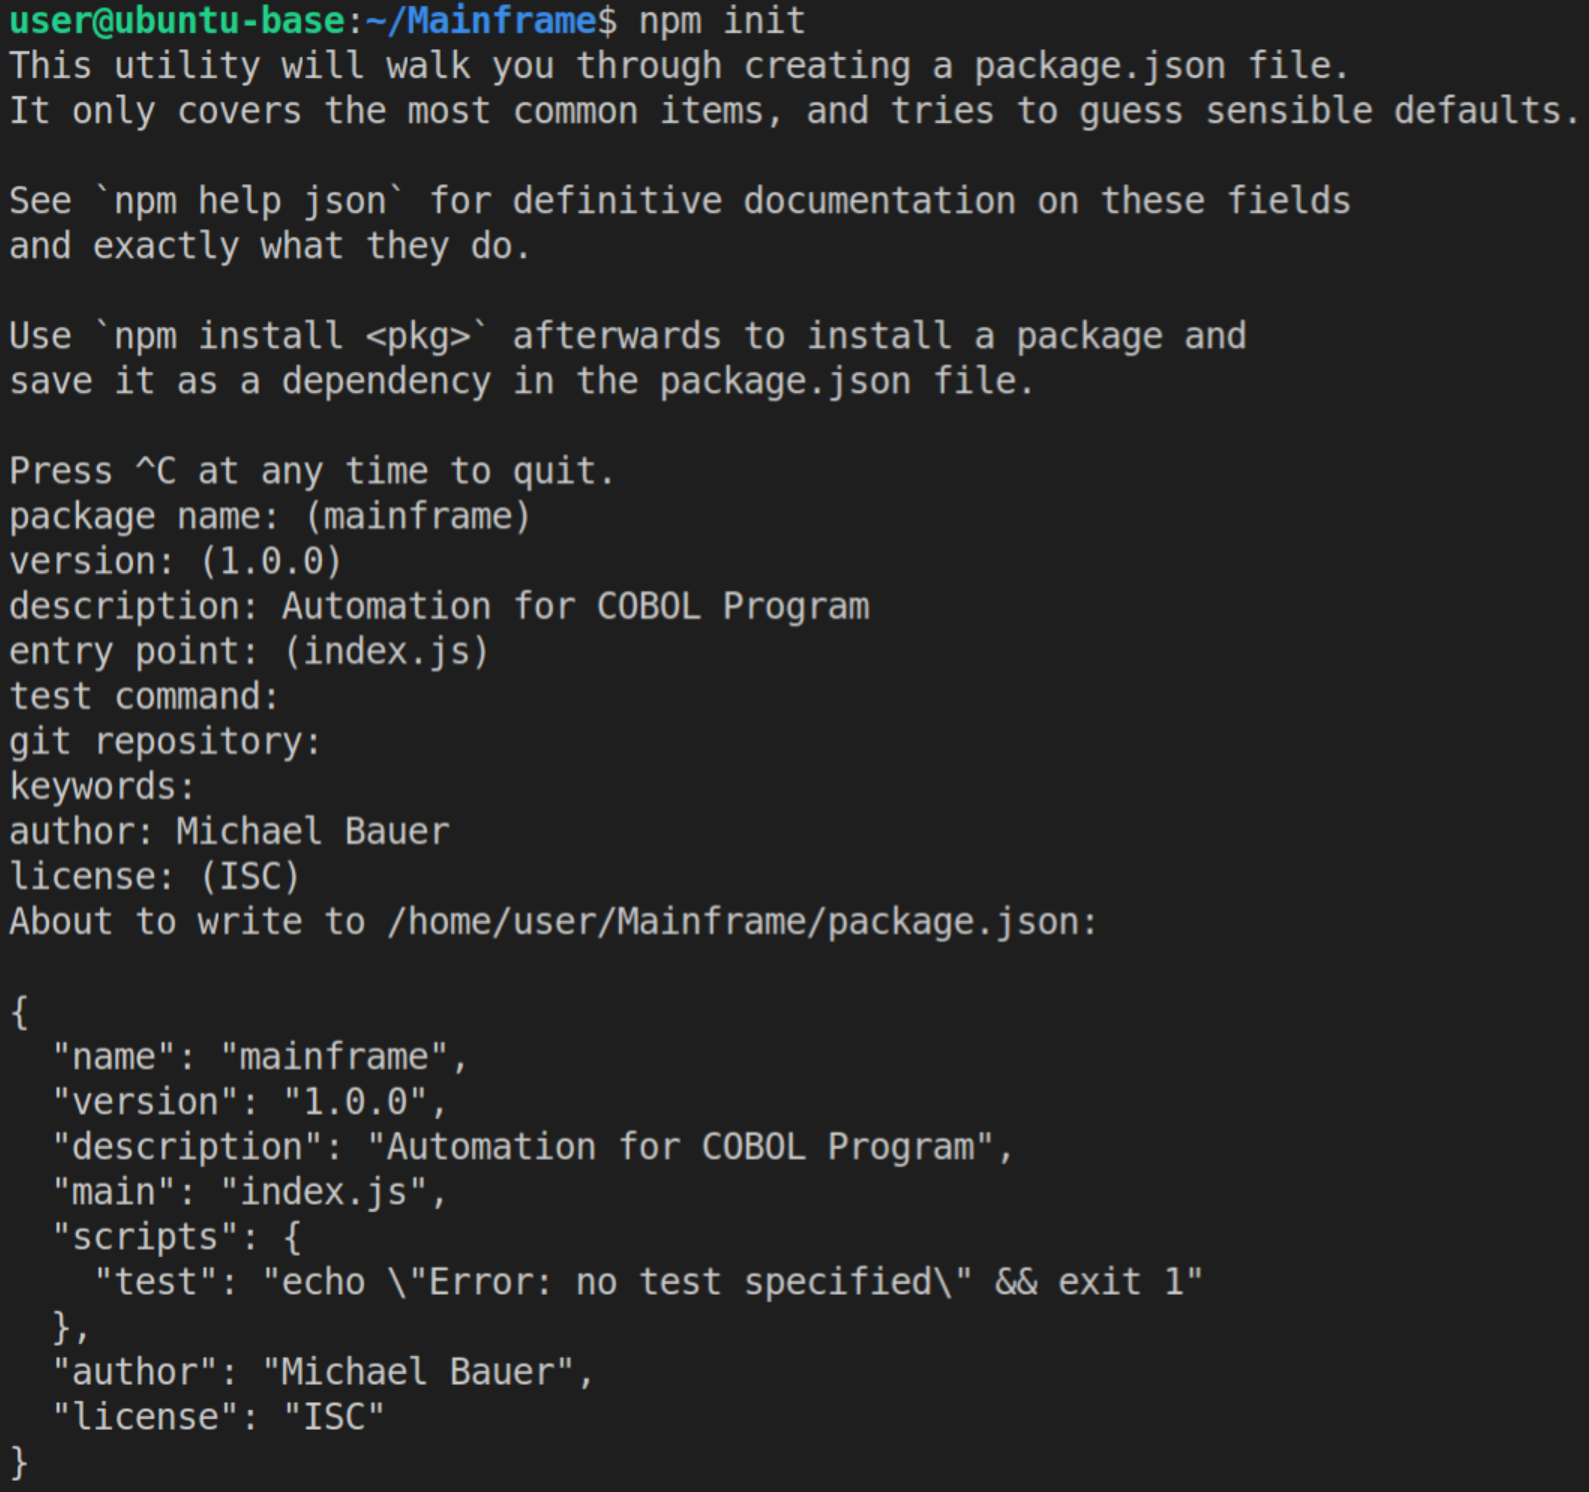 user@ubuntu-base:~/Mainframe$ npm init
This utility will walk you through creating a package.json file.
It only covers the most common items, and tries to guess sensible defaults.

See `npm help json` for definitive documentation on these fields
and exactly what they do.

Use `npm install <pkg>` afterwards to install a package and
save it as a dependency in the package.json file.

Press ^C at any time to quit.
package name: (mainframe)
version: (1.0.0)
description: Automation for COBOL Program
entry point: (index.js)
test command:
git repository:
keywords:
author: Michael Bauer
license: (ISC)
About to write to /home/user/Mainframe/package.json:

{
  "name": "mainframe",
  "version": "1.0.0",
  "description": "Automation for COBOL Program",
  "main": "index.js",
  "scripts": {
    "test": "echo \"Error: no test specified\" && exit 1"
  },
  "author": "Michael Bauer",
  "license": "ISC"
}